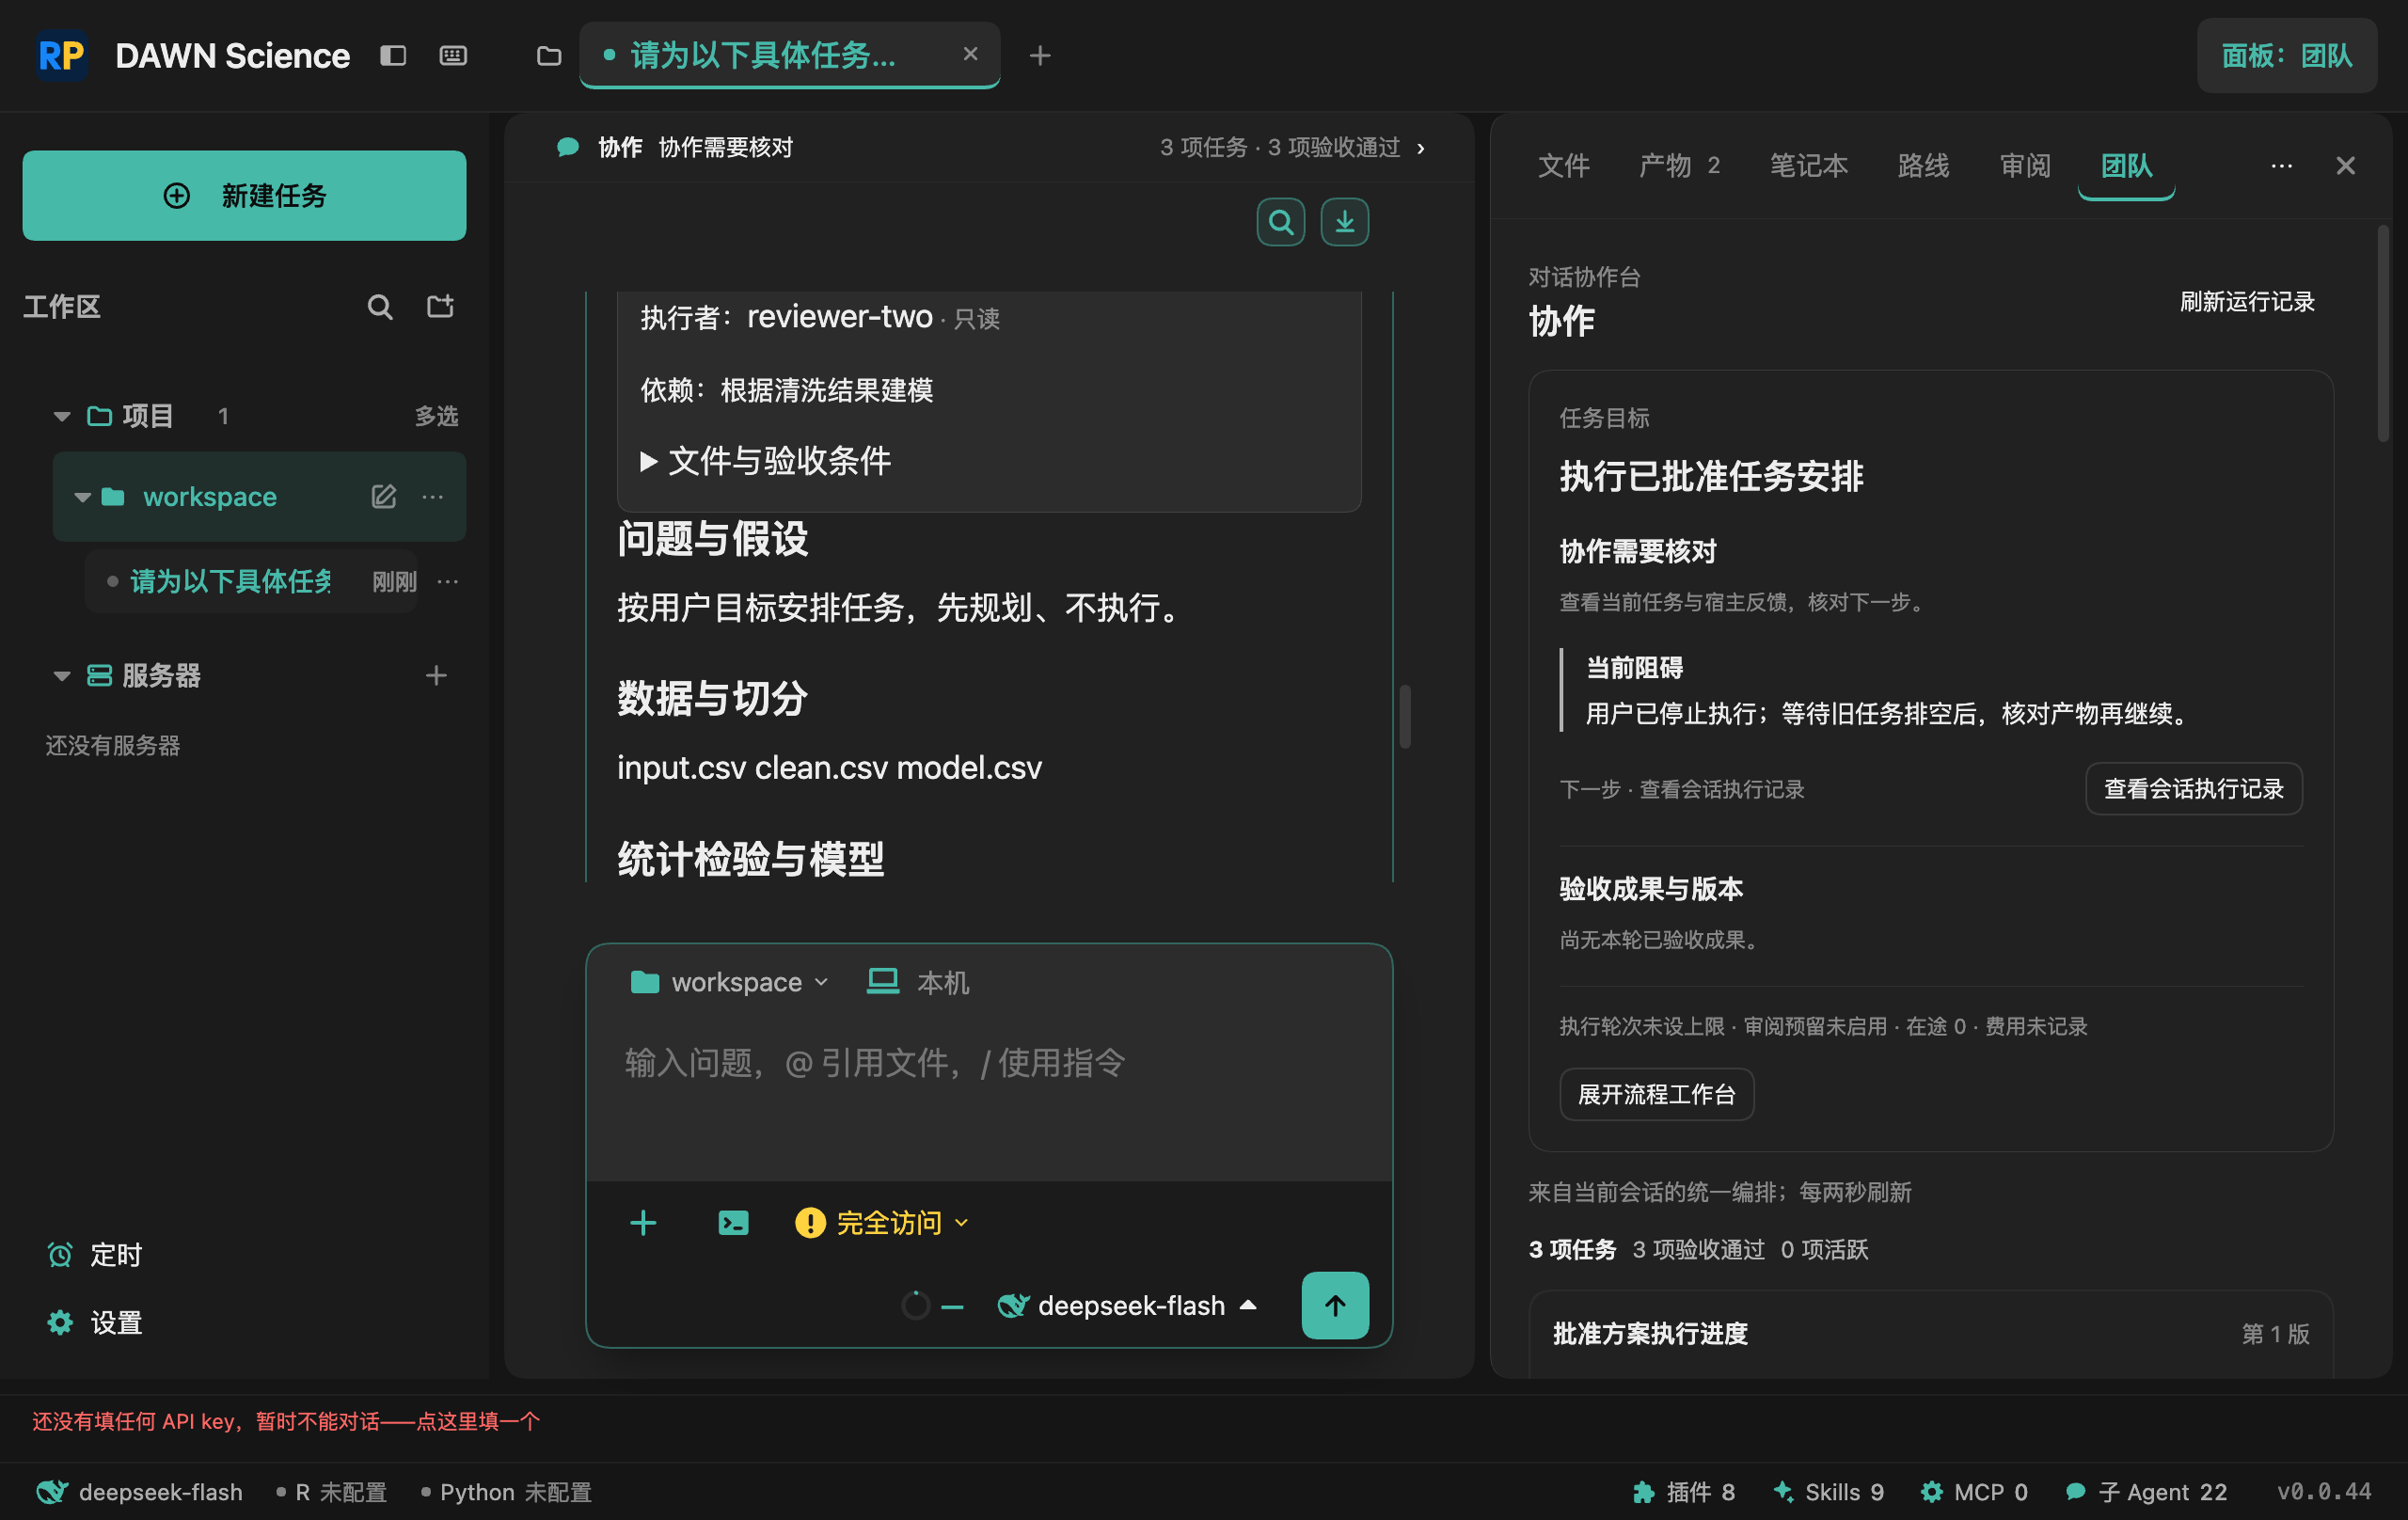 RP DAWN Science
请为以下具体任务...
面板：团队
新建任务
工作区
项目 1 多选
workspace
请为以下具体任务 刚刚
服务器
还没有服务器
定时
设置
协作 协作需要核对 3 项任务 · 3 项验收通过
执行者：reviewer-two · 只读
依赖：根据清洗结果建模
文件与验收条件
问题与假设
按用户目标安排任务，先规划、不执行。
数据与切分
input.csv clean.csv model.csv
统计检验与模型
workspace 本机
输入问题，@ 引用文件，/ 使用指令
完全访问
deepseek-flash
文件 产物 2 笔记本 路线 审阅 团队
对话协作台
协作
刷新运行记录
任务目标
执行已批准任务安排
协作需要核对
查看当前任务与宿主反馈，核对下一步。
当前阻碍
用户已停止执行；等待旧任务排空后，核对产物再继续。
下一步 · 查看会话执行记录 查看会话执行记录
验收成果与版本
尚无本轮已验收成果。
执行轮次未设上限 · 审阅预留未启用 · 在途 0 · 费用未记录
展开流程工作台
来自当前会话的统一编排；每两秒刷新
3 项任务 3 项验收通过 0 项活跃
批准方案执行进度 第 1 版
还没有填任何 API key，暂时不能对话——点这里填一个
deepseek-flash R 未配置 Python 未配置 插件 8 Skills 9 MCP 0 子 Agent 22 v0.0.44